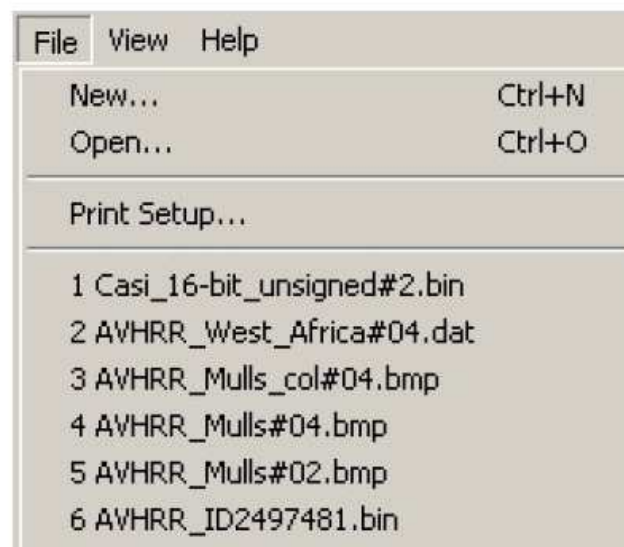 File View Help
New... Ctrl+N
Open... Ctrl+O
Print Setup...
1 Casi_16-bit_unsigned#2.bin
2 AVHRR_West_Africa#04.dat
3 AVHRR_Mulls_col#04.bmp
4 AVHRR_Mulls#04.bmp
5 AVHRR_Mulls#02.bmp
6 AVHRR_ID2497481.bin